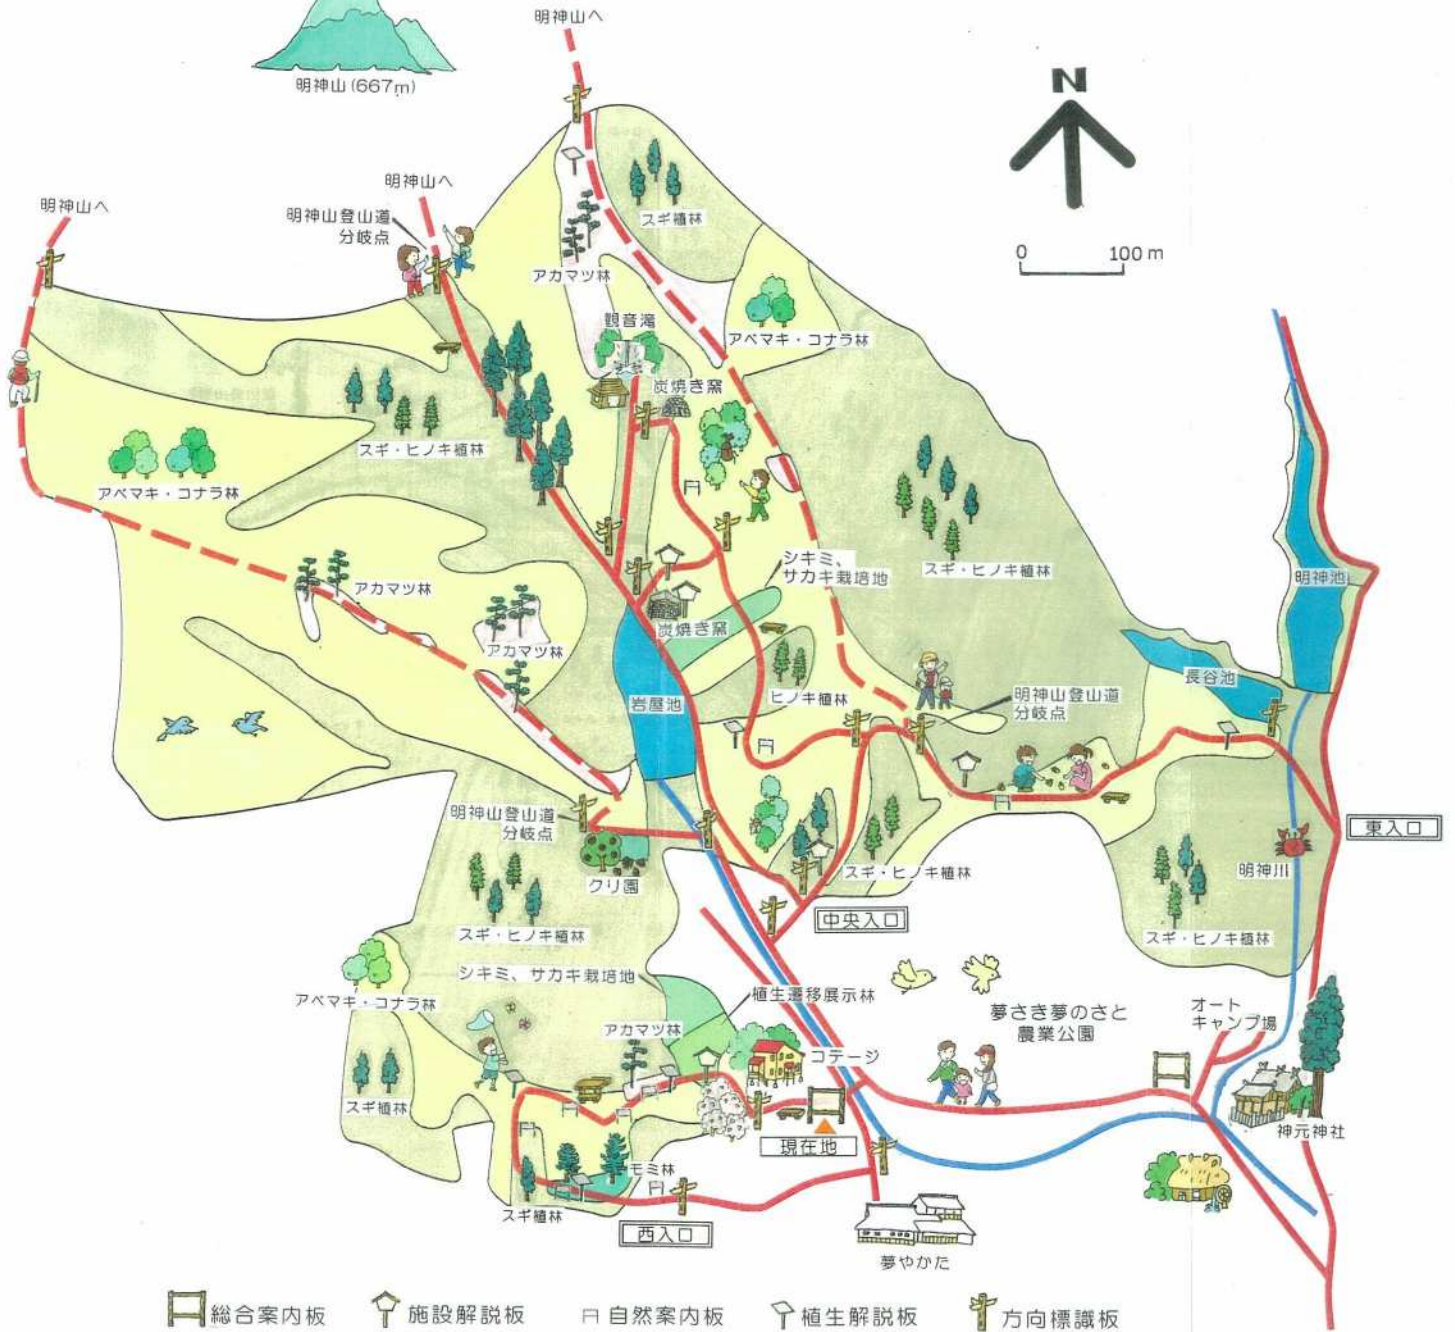 明神山へ
明神山(667m)
N
明神山へ
明神山へ
明神山登山道
分岐点
スギ植林
0 100m
アカマツ林
観音滝
アベマキ・コナラ林
炭焼き窯
スギ・ヒノキ植林
アベマキ・コナラ林
シキミ、
サカキ栽培地
スギ・ヒノキ植林
明神池
アカマツ林
炭焼き窯
アカマツ林
ヒノキ植林
長谷池
岩屋池
明神山登山道
分岐点
明神山登山道
分岐点
東入口
クリ園
スギ・ヒノキ植林
明神川
中央入口
スギ・ヒノキ植林
スギ・ヒノキ植林
シキミ、サカキ栽培地
アベマキ・コナラ林
植生遷移展示林
夢さき夢のさと
農業公園
オート
キャンプ場
アカマツ林
コテージ
スギ植林
現在地
神元神社
モミ林
スギ植林
西入口
夢やかた
総合案内板
施設解説板
自然案内板
植生解説板
方向標識板